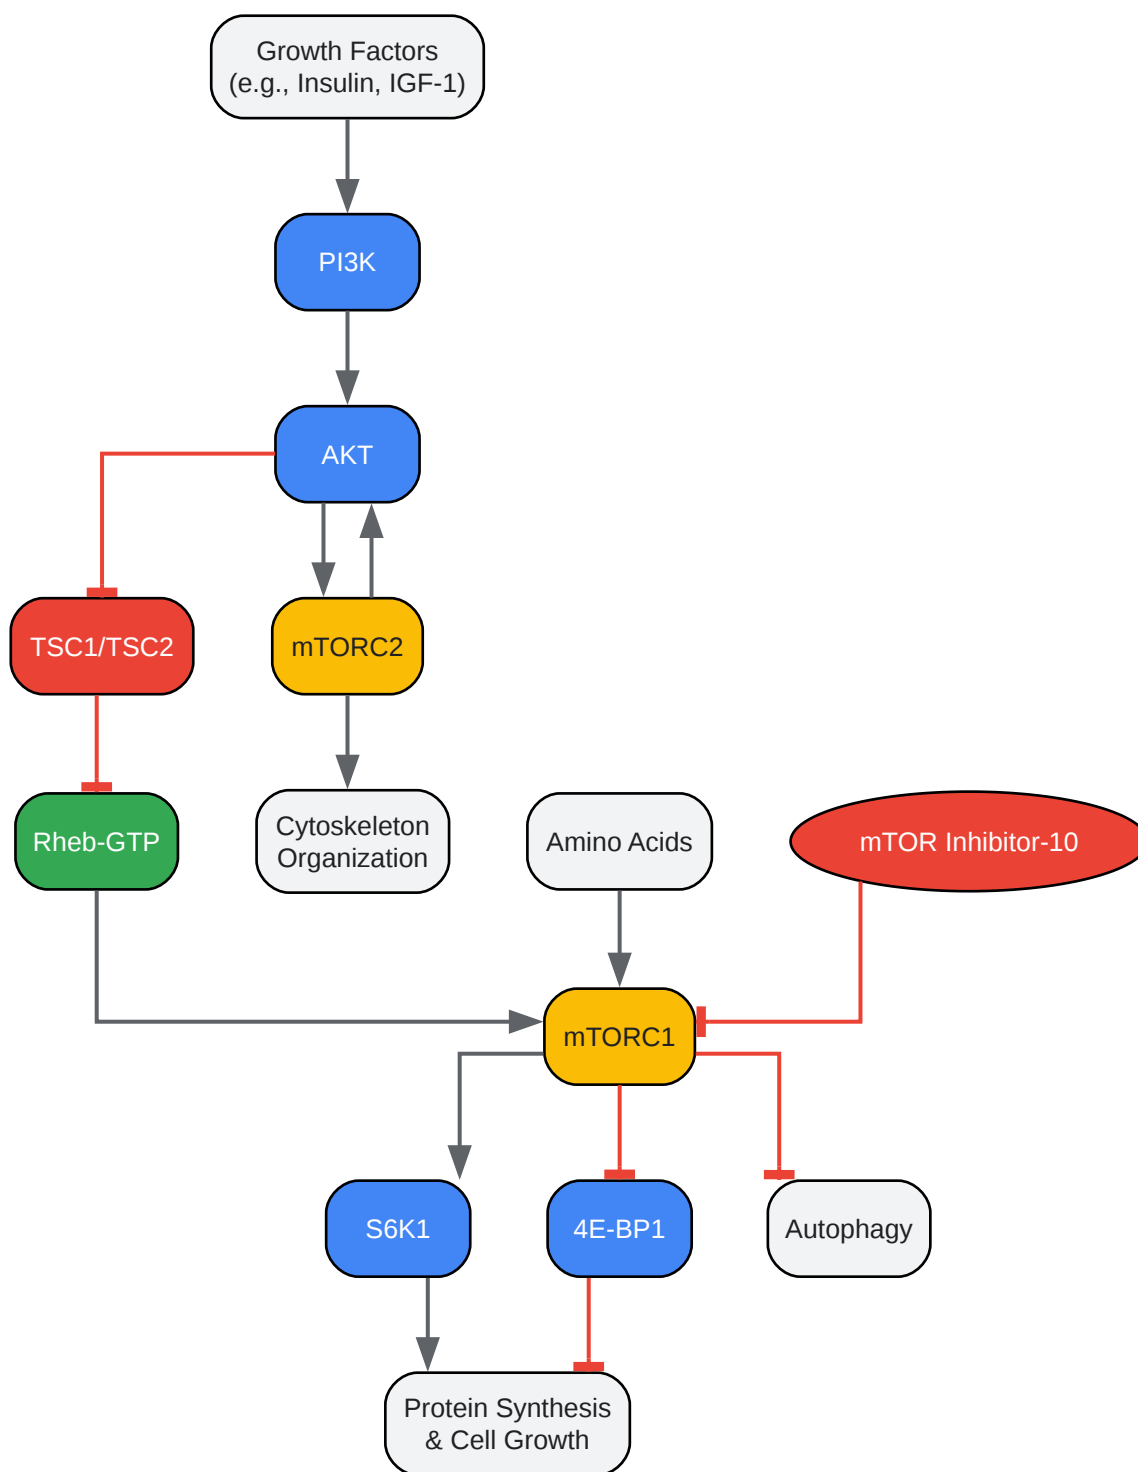 Growth Factors
(e.g., Insulin, IGF-1)
PI3K
AKT
TSC1/TSC2
mTORC2
Rheb-GTP
Cytoskeleton
Organization
Amino Acids
mTOR Inhibitor-10
mTORC1
S6K1
4E-BP1
Autophagy
Protein Synthesis
& Cell Growth